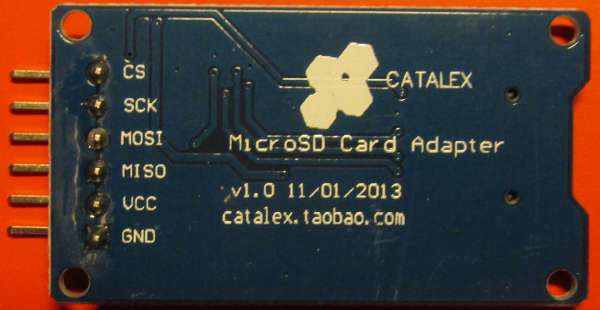 CS
SCK
MOSI
MISO
VCC
GND
CATALEX
MicroSD Card Adapter
v1.0 11/01/2013
catalex.taobao.com